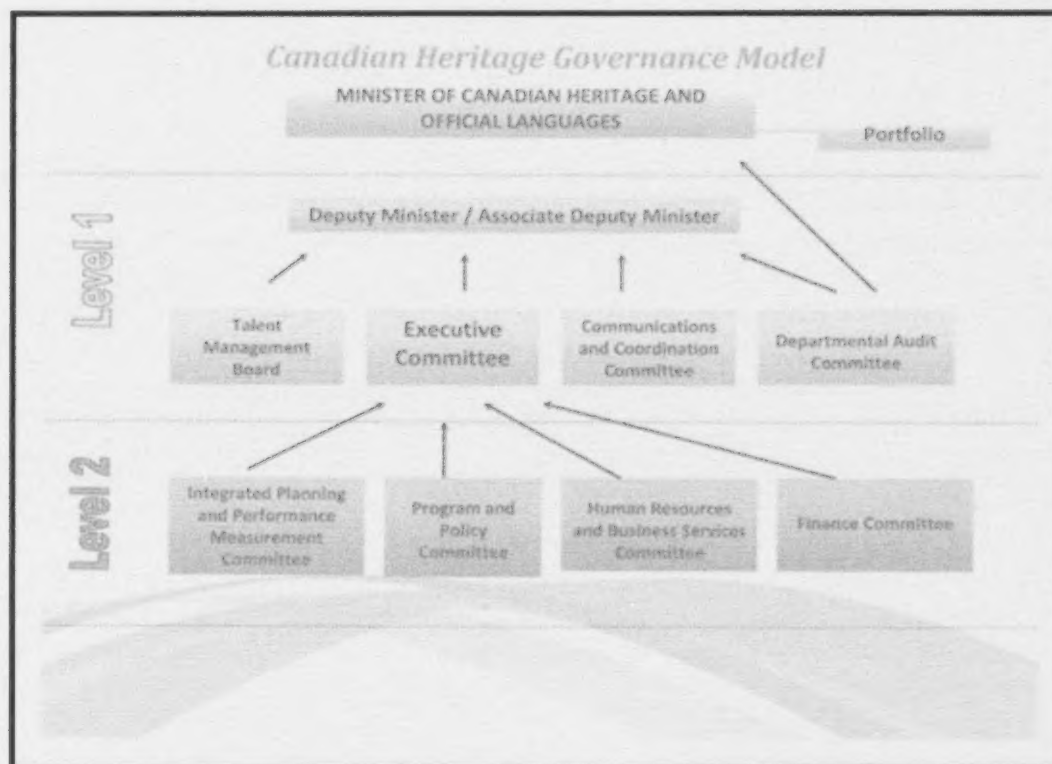 Canadian Heritage Governance Model
MINISTER OF CANADIAN HERITAGE AND
OFFICIAL LANGUAGES
Portfolio
Level 1
Deputy Minister / Associate Deputy Minister
Talent
Management
Board
Executive
Committee
Communications
and Coordination
Committee
Departmental Audit
Committee
Level 2
Integrated Planning
and Performance
Measurement
Committee
Program and
Policy
Committee
Human Resources
and Business Services
Committee
Finance Committee